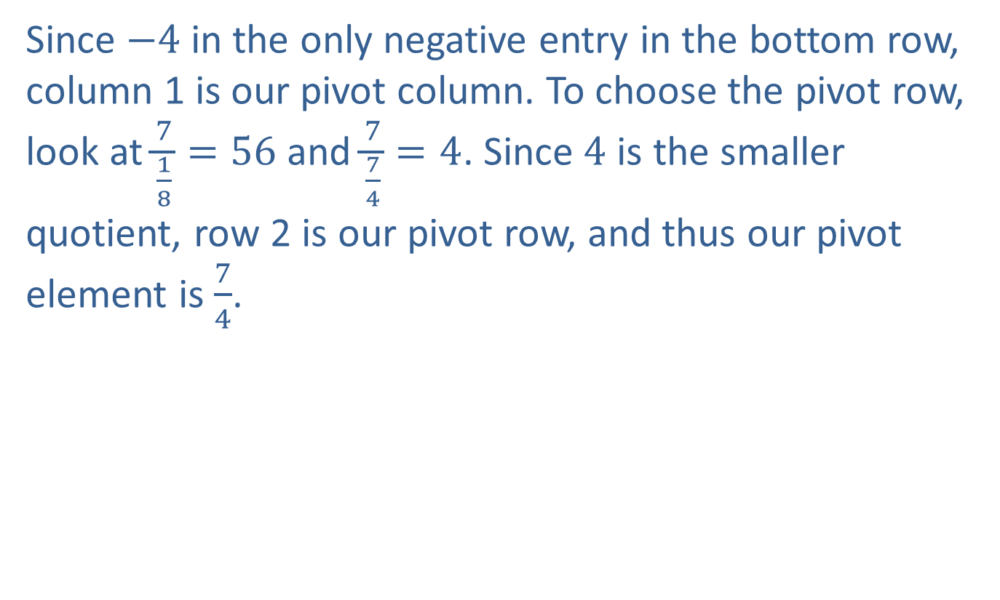 Since −4 in the only negative entry in the bottom row,
column 1 is our pivot column. To choose the pivot row,
look at $\frac{7}{\frac{1}{8}}$ = 56 and $\frac{7}{\frac{7}{4}}$ = 4. Since 4 is the smaller
quotient, row 2 is our pivot row, and thus our pivot
element is $\frac{7}{4}$.